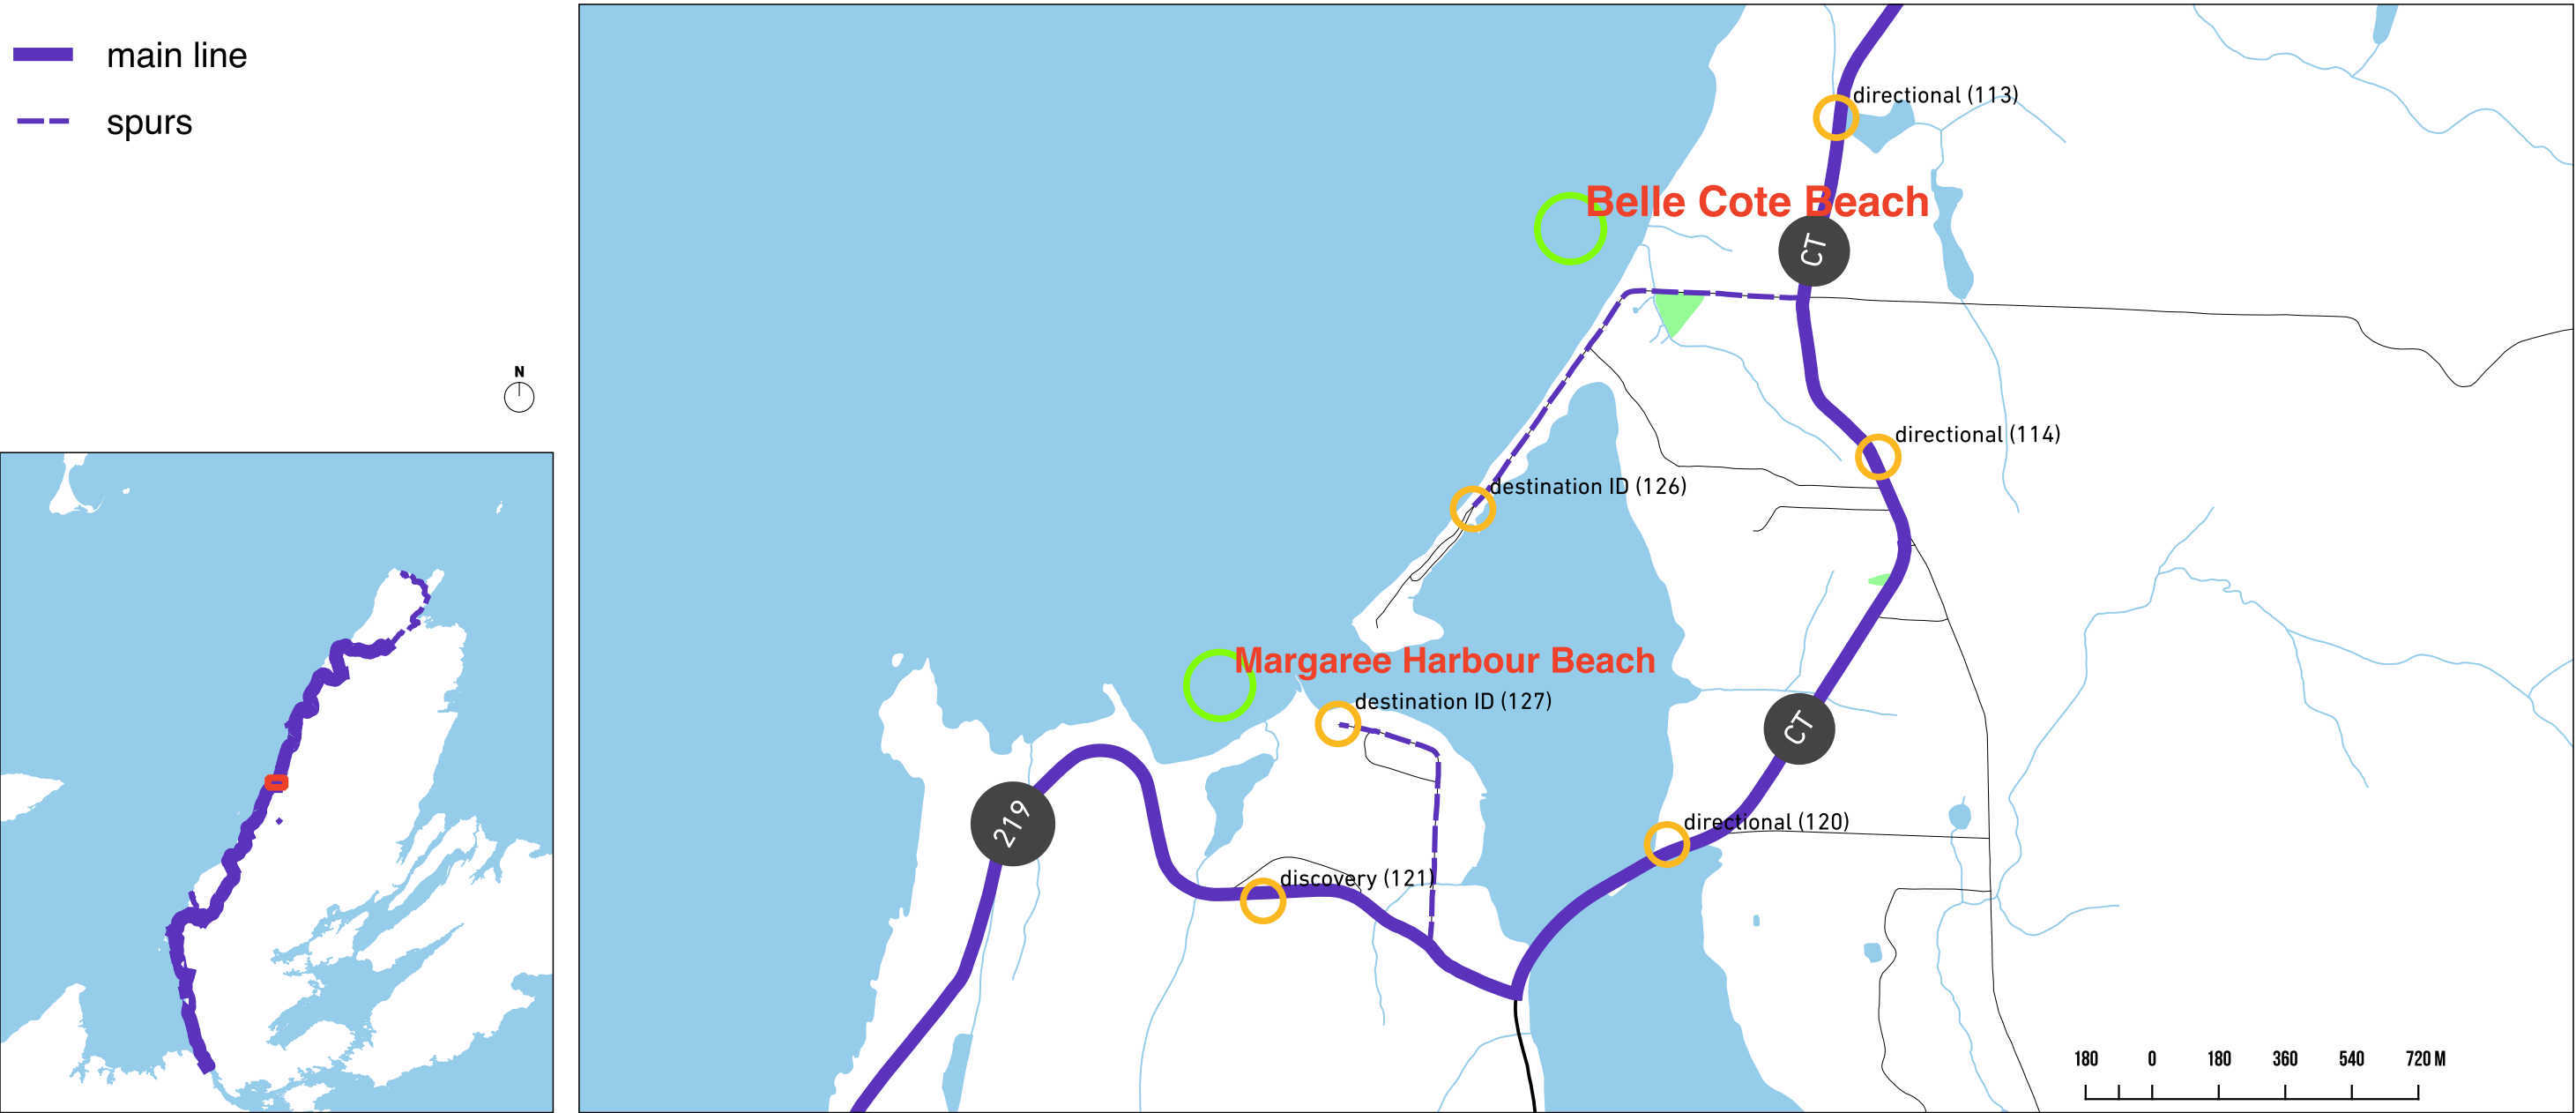 main line
spurs
N
directional (113)
Belle Cote Beach
CT
directional (114)
destination ID (126)
Margaree Harbour Beach
destination ID (127)
CT
219
directional (120)
discovery (121)
180 0 180 360 540 720 M